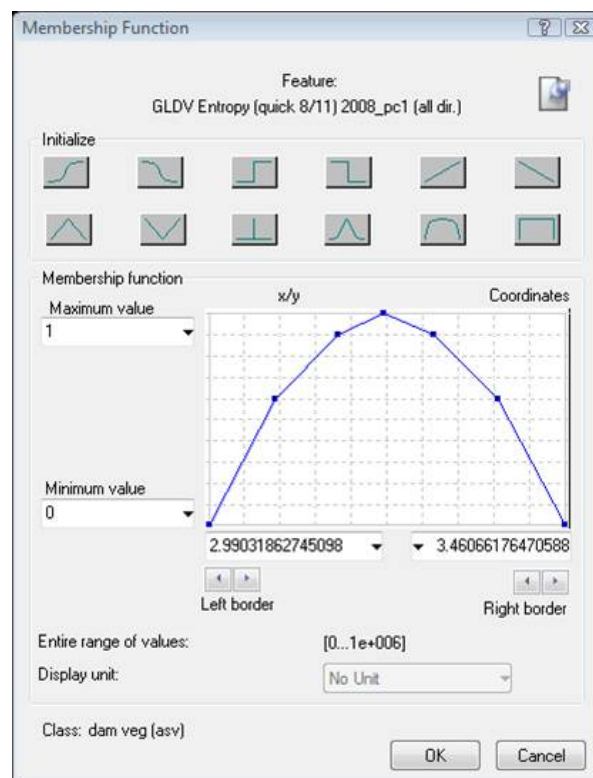 Membership Function
Feature:
GLDV Entropy (quick 8/11) 2008_pc1 (all dir.)
Initialize
Membership function
Maximum value
x/y
Coordinates
1
Minimum value
0
2.99031862745098
3.46066176470588
Left border
Right border
Entire range of values:
[0...1e+006]
Display unit:
No Unit
Class: dam veg (asv)
OK
Cancel